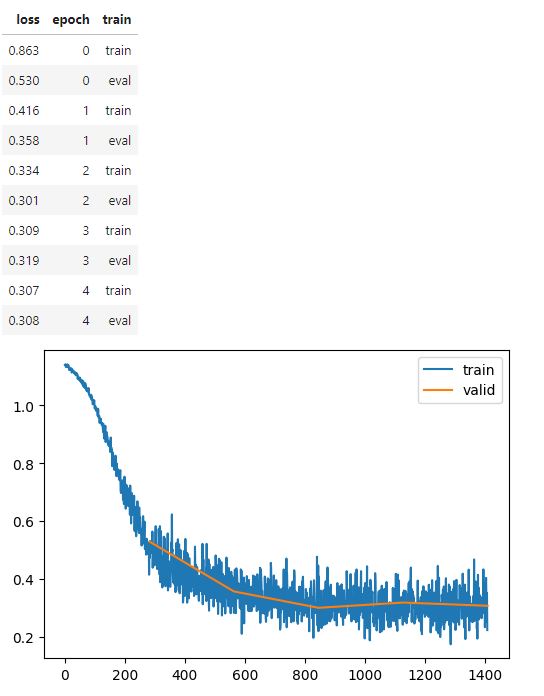 loss epoch train
0.863 0 train
0.530 0 eval
0.416 1 train
0.358 1 eval
0.334 2 train
0.301 2 eval
0.309 3 train
0.319 3 eval
0.307 4 train
0.308 4 eval
train
valid
1.0
0.8
0.6
0.4
0.2
0 200 400 600 800 1000 1200 1400